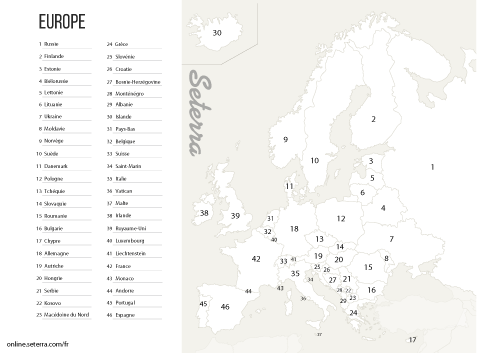 EUROPE
1 Russie
2 Finlande
3 Estonie
4 Biélorussie
5 Lettonie
6 Lituanie
7 Ukraine
8 Moldavie
9 Norvège
10 Suède
11 Danemark
12 Pologne
13 Tchéquie
14 Slovaquie
15 Roumanie
16 Bulgarie
17 Chypre
18 Allemagne
19 Autriche
20 Hongrie
21 Serbie
22 Kosovo
23 Macédoine du Nord
24 Grèce
25 Slovénie
26 Croatie
27 Bosnie-Herzégovine
28 Monténégro
29 Albanie
30 Islande
31 Pays-Bas
32 Belgique
33 Suisse
34 Saint-Marin
35 Italie
36 Vatican
37 Malte
38 Irlande
39 Royaume-Uni
40 Luxembourg
41 Liechtenstein
42 France
43 Monaco
44 Andorre
45 Portugal
46 Espagne
online.seterra.com/fr
Seterra
30
2
9
1
10
3
5
11
6
38
39
4
31
12
32
18
40
7
13
14
42
33
41
19
20
8
35
25
26
15
43
34
27
21
44
28
22
16
45
46
36
29
23
24
37
17